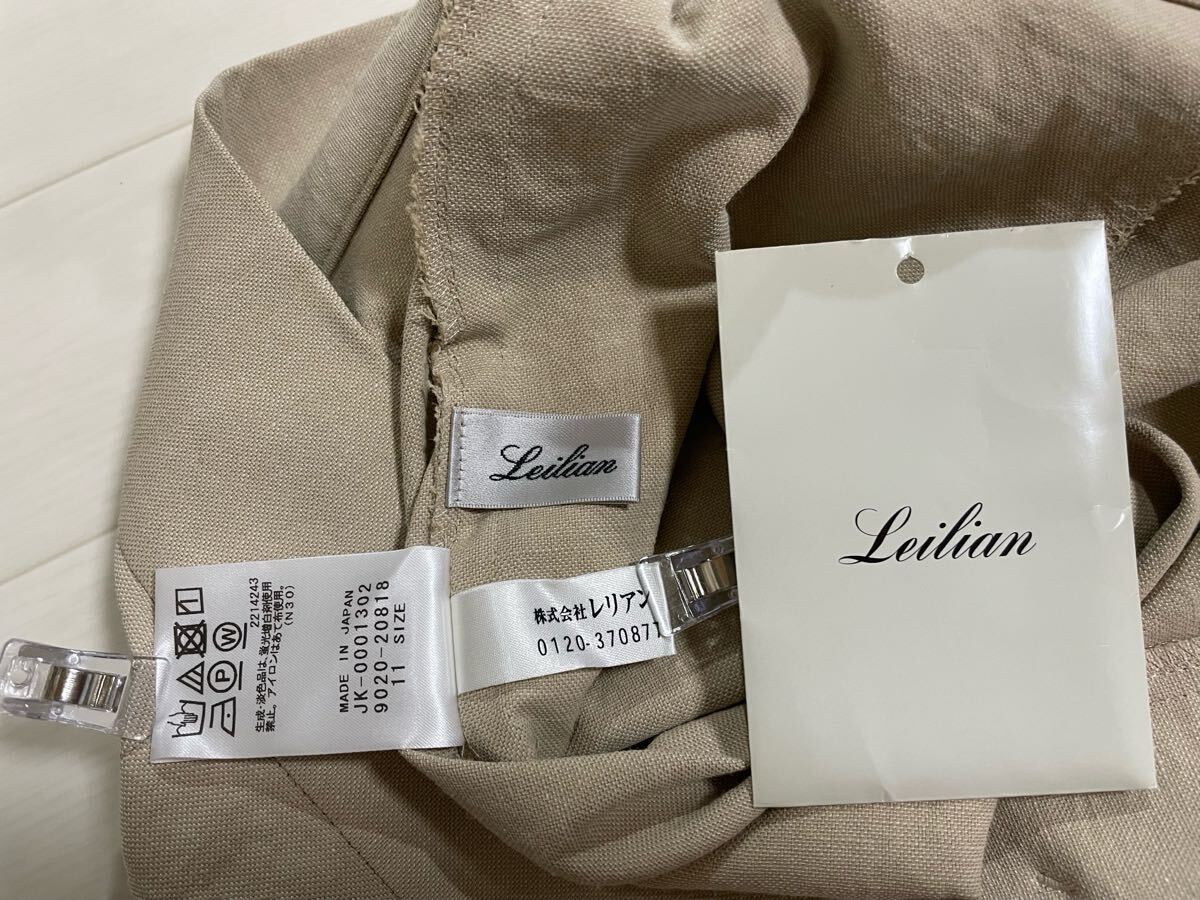 Leilian
Leilian
株式会社レリアン
0120-370877
MADE IN JAPAN
JK-0001302
9020-20818
11 SIZE
2214243
生成・淡色品は、蛍光増白剤使用
禁止。アイロンはあて布使用。
(N30)
P
W